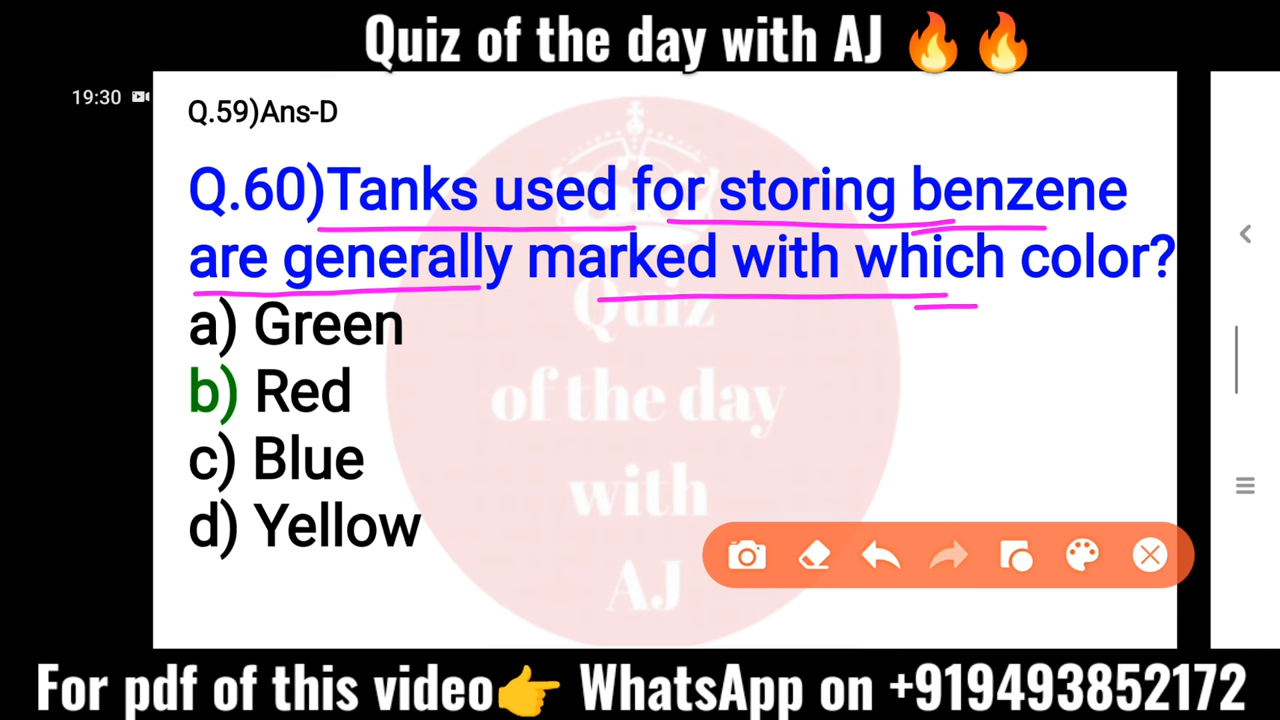 Quiz of the day with AJ 🔥🔥
19:30
Q.59)Ans-D
Q.60)Tanks used for storing benzene
are generally marked with which color?
a) Green
b) Red
c) Blue
d) Yellow
Quiz
of the day
with
AJ
For pdf of this video👉 WhatsApp on +919493852172